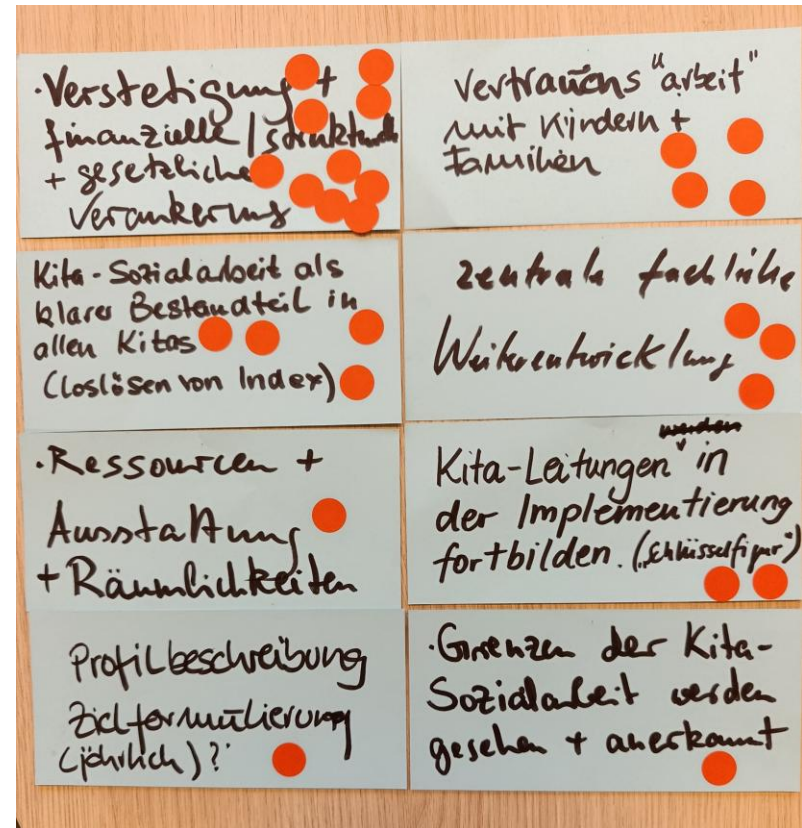 ·Verstetigung +
finanzielle / strukturelle
+ gesetzliche
Verankerung
Vertrauens "arbeit"
mit Kindern +
Familien
Kita-Sozialarbeit als
klarer Bestandteil in
allen Kitas
(loslösen von Index)
zentrale fachliche
Weiterentwicklung
·Ressourcen +
Ausstattung
+ Räumlichkeiten
Kita-Leitungen in
der Implementierung
fortbilden. („Schlüsselfigur")
Profilbeschreibung
Zielformulierung
(jährlich)?
·Grenzen der Kita-
Sozialarbeit werden
gesehen + anerkannt